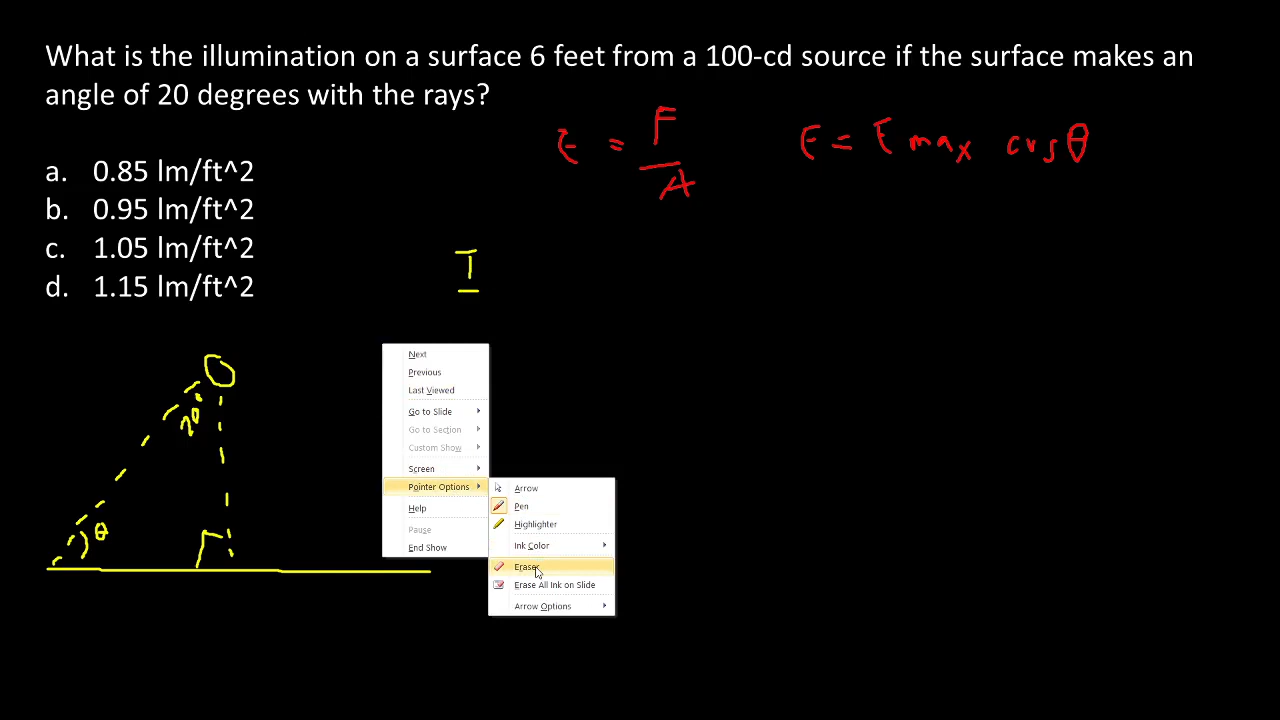 What is the illumination on a surface 6 feet from a 100-cd source if the surface makes an
angle of 20 degrees with the rays?
E = F / A
E = E max cos θ
a. 0.85 lm/ft^2
b. 0.95 lm/ft^2
c. 1.05 lm/ft^2
d. 1.15 lm/ft^2
I
20°
θ
Next
Previous
Last Viewed
Go to Slide
Go to Section
Custom Show
Screen
Pointer Options
Help
Pause
End Show
Arrow
Pen
Highlighter
Ink Color
Eraser
Erase All Ink on Slide
Arrow Options